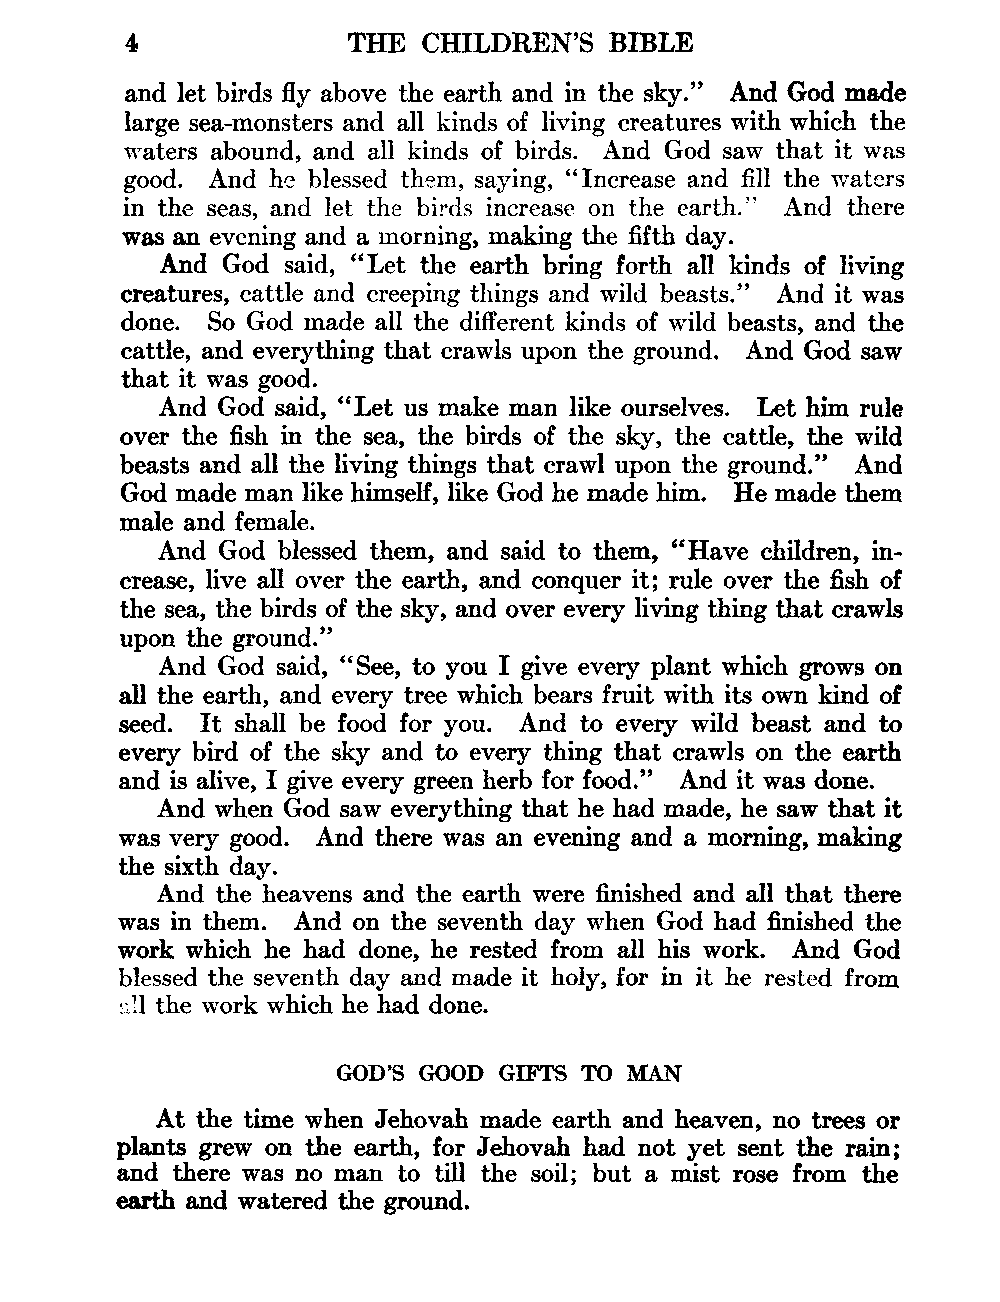 4 THE CHILDREN'S BIBLE
and let birds fly above the earth and in the sky." And God made
large sea-monsters and all kinds of living creatures with which the
waters abound, and all kinds of birds. And God saw that it was
good. And he blessed them, saying, "Increase and fill the waters
in the seas, and let the birds increase on the earth." And there
was an evening and a morning, making the fifth day.
And God said, "Let the earth bring forth all kinds of living
creatures, cattle and creeping things and wild beasts." And it was
done. So God made all the different kinds of wild beasts, and the
cattle, and everything that crawls upon the ground. And God saw
that it was good.
And God said, "Let us make man like ourselves. Let him rule
over the fish in the sea, the birds of the sky, the cattle, the wild
beasts and all the living things that crawl upon the ground." And
God made man like himself, like God he made him. He made them
male and female.
And God blessed them, and said to them, "Have children, in-
crease, live all over the earth, and conquer it; rule over the fish of
the sea, the birds of the sky, and over every living thing that crawls
upon the ground."
And God said, "See, to you I give every plant which grows on
all the earth, and every tree which bears fruit with its own kind of
seed. It shall be food for you. And to every wild beast and to
every bird of the sky and to every thing that crawls on the earth
and is alive, I give every green herb for food." And it was done.
And when God saw everything that he had made, he saw that it
was very good. And there was an evening and a morning, making
the sixth day.
And the heavens and the earth were finished and all that there
was in them. And on the seventh day when God had finished the
work which he had done, he rested from all his work. And God
blessed the seventh day and made it holy, for in it he rested from
all the work which he had done.
GOD'S GOOD GIFTS TO MAN
At the time when Jehovah made earth and heaven, no trees or
plants grew on the earth, for Jehovah had not yet sent the rain;
and there was no man to till the soil; but a mist rose from the
earth and watered the ground.